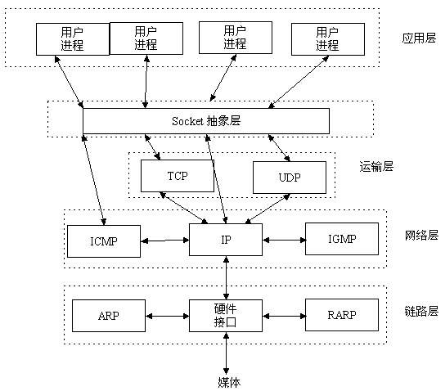 用户 用户 用户 用户
进程 进程 进程 进程
应用层
Socket 抽象层
TCP
UDP
运输层
ICMP
IP
IGMP
网络层
ARP
硬件
接口
RARP
链路层
媒体